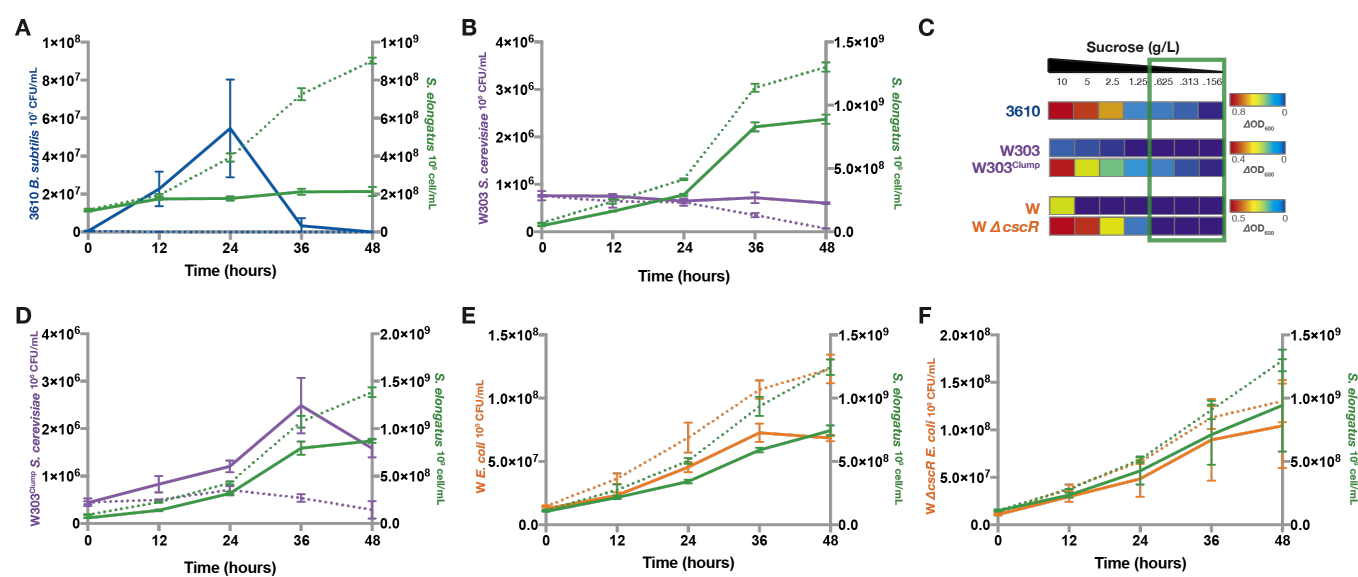 A
1×10⁸
8×10⁷
6×10⁷
4×10⁷
2×10⁷
0
3610 B. subtilis 10⁷ CFU/mL
1×10⁹
8×10⁸
6×10⁸
4×10⁸
2×10⁸
0
S. elongatus 10⁹ cell/mL
0 12 24 36 48
Time (hours)
B
4×10⁶
3×10⁶
2×10⁶
1×10⁶
0
W303 S. cerevisiae 10⁶ CFU/mL
1.5×10⁹
1.0×10⁹
5.0×10⁸
0.0
S. elongatus 10⁹ cell/mL
0 12 24 36 48
Time (hours)
C
Sucrose (g/L)
10 5 2.5 1.25 .625 .313 .156
3610
0.8 0
ΔOD₆₀₀
W303
W303Clump
0.4 0
ΔOD₆₀₀
W
W ΔcscR
0.5 0
ΔOD₆₀₀
D
4×10⁶
3×10⁶
2×10⁶
1×10⁶
0
W303Clump S. cerevisiae 10⁶ CFU/mL
2.0×10⁹
1.5×10⁹
1.0×10⁹
5.0×10⁸
0.0
S. elongatus 10⁹ cell/mL
0 12 24 36 48
Time (hours)
E
1.5×10⁸
1.0×10⁸
5.0×10⁷
0.0
W E. coli 10⁸ CFU/mL
1.5×10⁹
1.0×10⁹
5.0×10⁸
0.0
S. elongatus 10⁹ cell/mL
0 12 24 36 48
Time (hours)
F
2.0×10⁸
1.5×10⁸
1.0×10⁸
5.0×10⁷
0.0
W ΔcscR E. coli 10⁸ CFU/mL
1.5×10⁹
1.0×10⁹
5.0×10⁸
0.0
S. elongatus 10⁹ cell/mL
0 12 24 36 48
Time (hours)